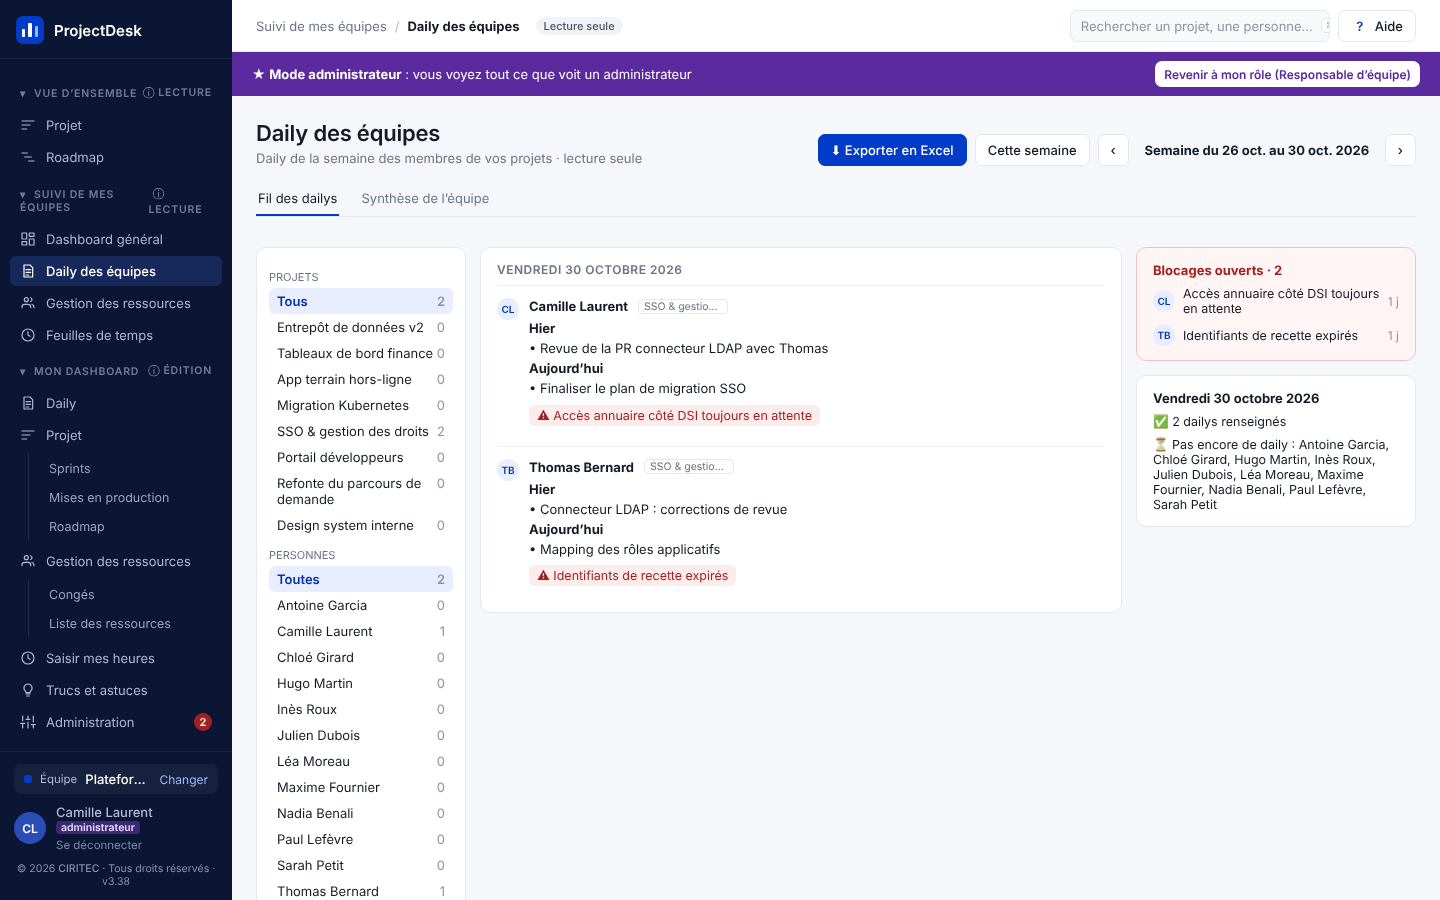 ProjectDesk
VUE D'ENSEMBLE ⓘ LECTURE
Projet
Roadmap
SUIVI DE MES ÉQUIPES ⓘ LECTURE
Dashboard général
Daily des équipes
Gestion des ressources
Feuilles de temps
MON DASHBOARD ⓘ ÉDITION
Daily
Projet
Sprints
Mises en production
Roadmap
Gestion des ressources
Congés
Liste des ressources
Saisir mes heures
Trucs et astuces
Administration 2
Équipe Platefor... Changer
CL
Camille Laurent
administrateur
Se déconnecter
© 2026 CIRITEC · Tous droits réservés ·
v3.38
Suivi de mes équipes / Daily des équipes Lecture seule
Rechercher un projet, une personne...
? Aide
★ Mode administrateur : vous voyez tout ce que voit un administrateur
Revenir à mon rôle (Responsable d'équipe)
Daily des équipes
Daily de la semaine des membres de vos projets · lecture seule
⬇ Exporter en Excel
Cette semaine
‹
Semaine du 26 oct. au 30 oct. 2026
›
Fil des dailys
Synthèse de l'équipe
PROJETS
Tous 2
Entrepôt de données v2 0
Tableaux de bord finance 0
App terrain hors-ligne 0
Migration Kubernetes 0
SSO & gestion des droits 2
Portail développeurs 0
Refonte du parcours de 0
demande
Design system interne 0
PERSONNES
Toutes 2
Antoine Garcia 0
Camille Laurent 1
Chloé Girard 0
Hugo Martin 0
Inès Roux 0
Julien Dubois 0
Léa Moreau 0
Maxime Fournier 0
Nadia Benali 0
Paul Lefèvre 0
Sarah Petit 0
Thomas Bernard 1
VENDREDI 30 OCTOBRE 2026
CL Camille Laurent SSO & gestio...
Hier
• Revue de la PR connecteur LDAP avec Thomas
Aujourd'hui
• Finaliser le plan de migration SSO
⚠ Accès annuaire côté DSI toujours en attente
TB Thomas Bernard SSO & gestio...
Hier
• Connecteur LDAP : corrections de revue
Aujourd'hui
• Mapping des rôles applicatifs
⚠ Identifiants de recette expirés
Blocages ouverts · 2
CL Accès annuaire côté DSI toujours 1 j
en attente
TB Identifiants de recette expirés 1 j
Vendredi 30 octobre 2026
✅ 2 dailys renseignés
⏳ Pas encore de daily : Antoine Garcia,
Chloé Girard, Hugo Martin, Inès Roux,
Julien Dubois, Léa Moreau, Maxime
Fournier, Nadia Benali, Paul Lefèvre,
Sarah Petit